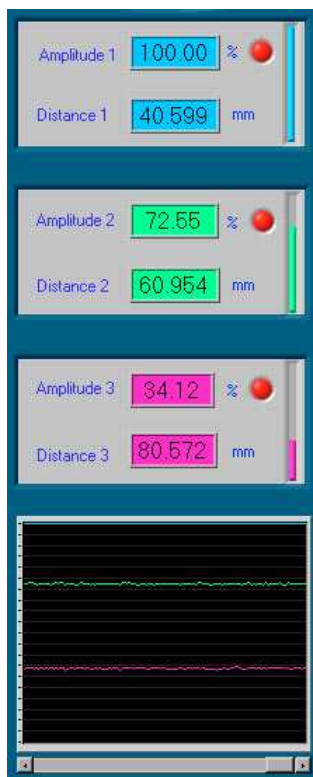 Amplitude 1 100.00 %
Distance 1 40.599 mm
Amplitude 2 72.55 %
Distance 2 60.954 mm
Amplitude 3 34.12 %
Distance 3 80.572 mm